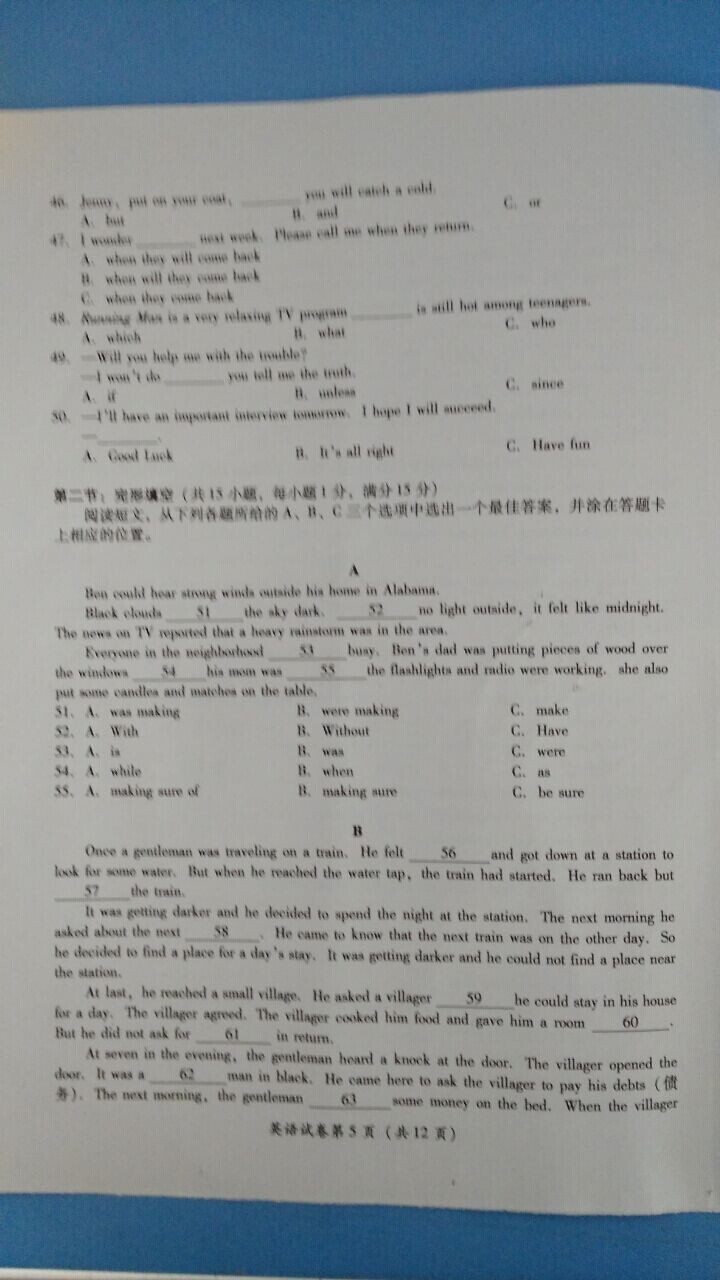 46. Jenny, put on your coat, ________ you will catch a cold.
A. but B. and C. or
47. I wonder ________ next week. Please call me when they return.
A. when they will come back
B. when will they come back
C. when they come back
48. Running Man is a very relaxing TV program ________ is still hot among teenagers.
A. which B. what C. who
49. —Will you help me with the trouble?
—I won't do ________ you tell me the truth.
A. if B. unless C. since
50. —I'll have an important interview tomorrow. I hope I will succeed.
—________.
A. Good Luck B. It's all right C. Have fun
第二节：完形填空（共 15 小题，每小题 1 分，满分 15 分）
阅读短文，从下列各题所给的 A、B、C 三个选项中选出一个最佳答案，并涂在答题卡
上相应的位置。
A
Ben could hear strong winds outside his home in Alabama.
Black clouds 51 the sky dark. 52 no light outside, it felt like midnight.
The news on TV reported that a heavy rainstorm was in the area.
Everyone in the neighborhood 53 busy. Ben's dad was putting pieces of wood over
the windows 54 his mom was 55 the flashlights and radio were working. she also
put some candles and matches on the table.
51. A. was making B. were making C. make
52. A. With B. Without C. Have
53. A. is B. was C. were
54. A. while B. when C. as
55. A. making sure of B. making sure C. be sure
B
Once a gentleman was traveling on a train. He felt 56 and got down at a station to
look for some water. But when he reached the water tap, the train had started. He ran back but
57 the train.
It was getting darker and he decided to spend the night at the station. The next morning he
asked about the next 58 . He came to know that the next train was on the other day. So
he decided to find a place for a day's stay. It was getting darker and he could not find a place near
the station.
At last, he reached a small village. He asked a villager 59 he could stay in his house
for a day. The villager agreed. The villager cooked him food and gave him a room 60 .
But he did not ask for 61 in return.
At seven in the evening, the gentleman heard a knock at the door. The villager opened the
door. It was a 62 man in black. He came here to ask the villager to pay his debts（债
务）. The next morning, the gentleman 63 some money on the bed. When the villager
英语试卷第 5 页（共 12 页）